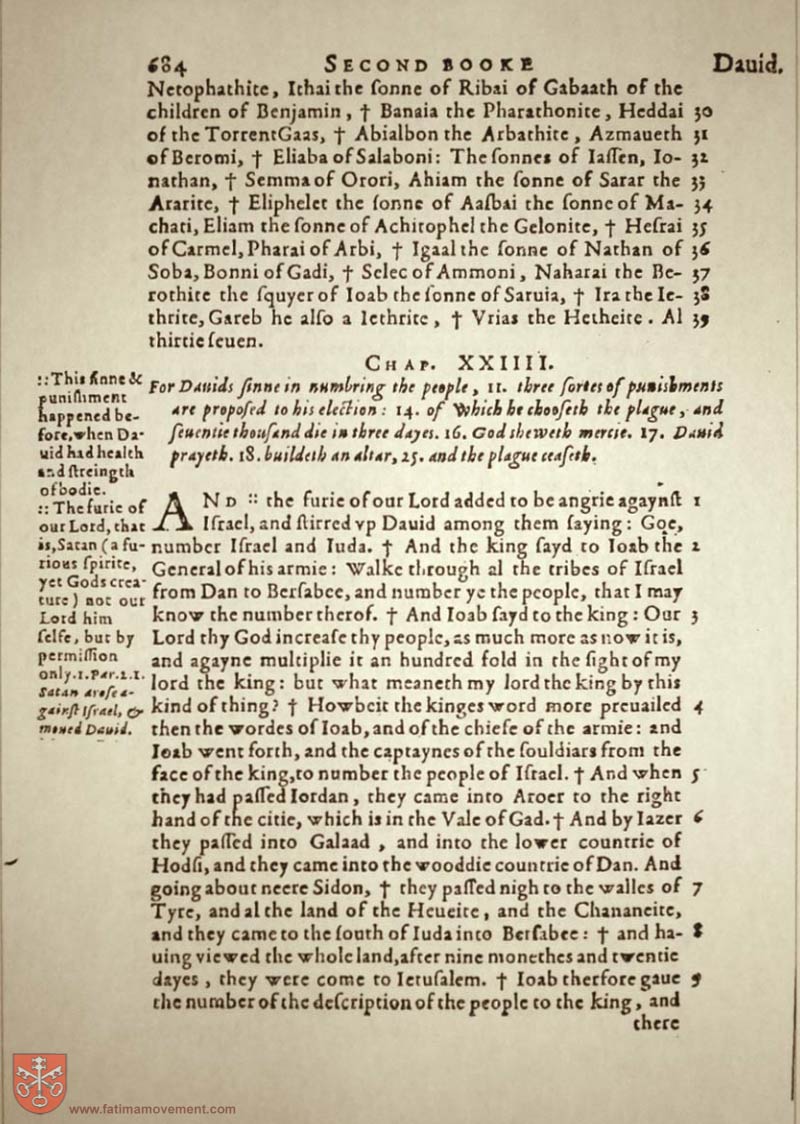 684 SECOND BOOKE Dauid.
Netophathite, Ithai the ſonne of Ribai of Gabaath of the
children of Benjamin, † Banaia the Pharathonite, Heddai 30
of the Torrent Gaas, † Abialbon the Arbathite, Azmaueth 31
of Beromi, † Eliaba of Salaboni: The ſonnes of Iaſſen, Io- 32
nathan, † Semma of Orori, Ahiam the ſonne of Sarar the 33
Ararite, † Eliphelet the ſonne of Aaſbai the ſonne of Ma- 34
chati, Eliam the ſonne of Achitophel the Gelonite, † Heſrai 35
of Carmel, Pharai of Arbi, † Igaal the ſonne of Nathan of 36
Soba, Bonni of Gadi, † Selec of Ammoni, Naharai the Be- 37
rothite the ſquyer of Ioab the ſonne of Saruia, † Ira the Ie- 38
thrite, Gareb he alſo a Iethrite, † Vrias the Hetheite. Al 39
thirtie ſeuen.
CHAP. XXIIII.
For Dauids ſinne in numbring the people, 11. three ſortes of punishments
are propoſed to his election: 14. of Which he chooſeth the plague, and
ſeuentie thouſand die in three dayes. 16. God sheweth mercie. 17. Dauid
prayeth. 18. buildeth an altar, 25. and the plague ceaſeth.
::This ſinne &
puniſhment
happened be-
fore, when Da-
uid had health
and ſtreingth
of bodie.
:: The furie of
our Lord, that
is, Satan (a fu-
rious ſpirite,
yet Gods crea-
ture) not our
Lord him
ſelfe, but by
permiſſion
only. 1. Par. 2.1.
Satan aroſe a-
gainſt Iſrael, &
moued Dauid.
AND :: the furie of our Lord added to be angrie agaynſt 1
Iſrael, and ſtirred vp Dauid among them ſaying: Goe,
number Iſrael and Iuda. † And the king ſayd to Ioab the 2
General of his armie: Walke through al the tribes of Iſrael
from Dan to Berſabee, and number ye the people, that I may
know the number therof. † And Ioab ſayd to the king: Our 3
Lord thy God increaſe thy people, as much more as now it is,
and agayne multiplie it an hundred fold in the ſight of my
lord the king: but what meaneth my lord the king by this
kind of thing? † Howbeit the kinges word more preuailed 4
then the wordes of Ioab, and of the chiefe of the armie: and
Ioab went forth, and the captaynes of the ſouldiars from the
face of the king, to number the people of Iſrael. † And when 5
they had paſſed Iordan, they came into Aroer to the right
hand of the citie, which is in the Vale of Gad. † And by Iazer 6
they paſſed into Galaad, and into the lower countrie of
Hodſi, and they came into the wooddie countrie of Dan. And
going about neere Sidon, † they paſſed nigh to the walles of 7
Tyre, and al the land of the Heueite, and the Chananeite,
and they came to the ſouth of Iuda into Berſabee: † and ha- 8
uing viewed the whole land, after nine monethes and twentie
dayes, they were come to Ieruſalem. † Ioab therfore gaue 9
the number of the deſcription of the people to the king, and
there
www.fatimamovement.com